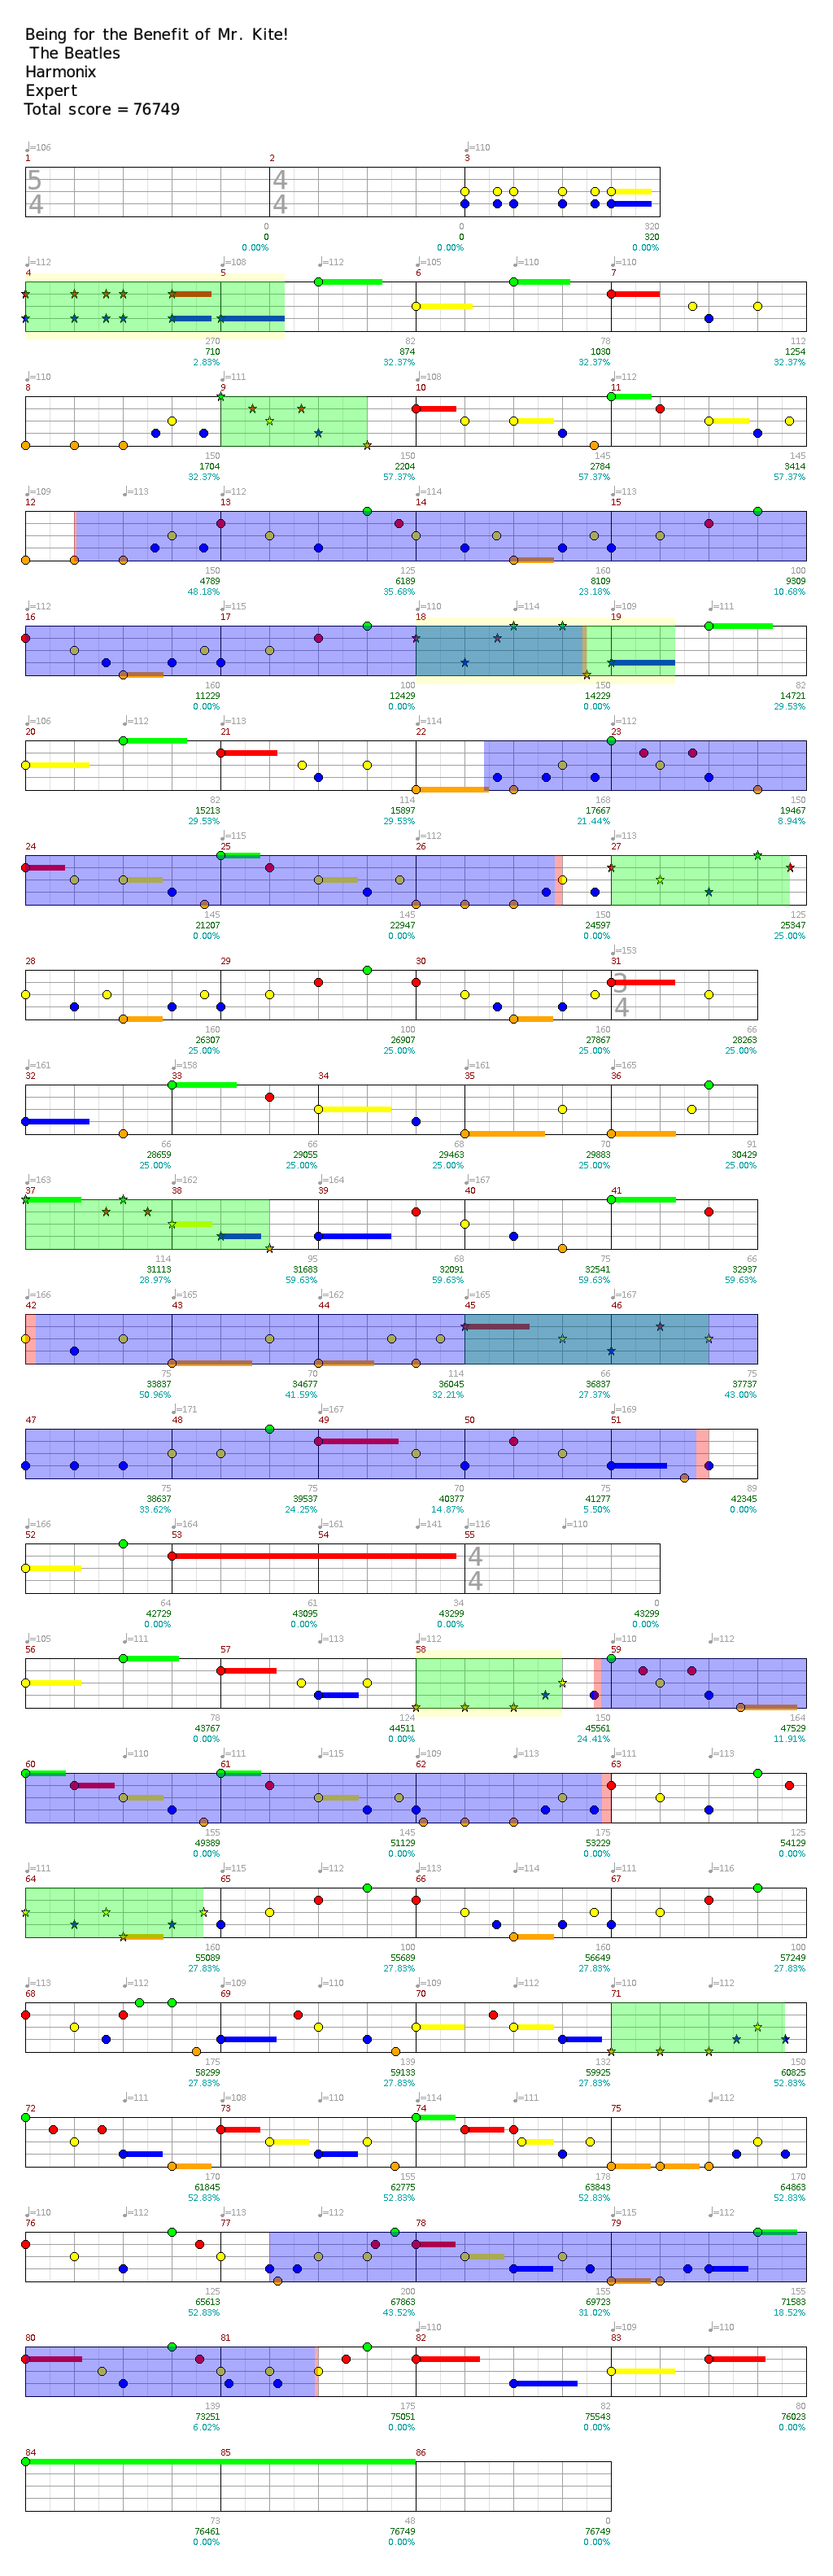 Being for the Benefit of Mr. Kite!
The Beatles
Harmonix
Expert
Total score = 76749
♩=106 ♩=110
1 2 3
5 4 4 4
0 0 320
0 0 320
0.00% 0.00% 0.00%
♩=112 ♩=108 ♩=112 ♩=105 ♩=110 ♩=110
4 5 6 7
270 82 78 112
710 874 1030 1254
2.83% 32.37% 32.37% 32.37%
♩=110 ♩=111 ♩=108 ♩=112
8 9 10 11
150 150 145 145
1704 2204 2784 3414
32.37% 57.37% 57.37% 57.37%
♩=109 ♩=113 ♩=112 ♩=114 ♩=113
12 13 14 15
150 125 160 100
4789 6189 8109 9309
48.18% 35.68% 23.18% 10.68%
♩=112 ♩=115 ♩=110 ♩=114 ♩=109 ♩=111
16 17 18 19
160 100 150 82
11229 12429 14229 14721
0.00% 0.00% 0.00% 29.53%
♩=106 ♩=112 ♩=113 ♩=114 ♩=112
20 21 22 23
82 114 168 150
15213 15897 17667 19467
29.53% 29.53% 21.44% 8.94%
♩=115 ♩=112 ♩=113
24 25 26 27
145 145 150 125
21207 22947 24597 25347
0.00% 0.00% 0.00% 25.00%
♩=153
28 29 30 31
3 4
160 100 160 66
26307 26907 27867 28263
25.00% 25.00% 25.00% 25.00%
♩=161 ♩=158 ♩=161 ♩=165
32 33 34 35 36
66 66 68 70 91
28659 29055 29463 29883 30429
25.00% 25.00% 25.00% 25.00% 25.00%
♩=163 ♩=162 ♩=164 ♩=167
37 38 39 40 41
114 95 68 75 66
31113 31683 32091 32541 32937
28.97% 59.63% 59.63% 59.63% 59.63%
♩=166 ♩=165 ♩=162 ♩=165 ♩=167
42 43 44 45 46
75 70 114 66 75
33837 34677 36045 36837 37737
50.96% 41.59% 32.21% 27.37% 43.00%
♩=171 ♩=167 ♩=169
47 48 49 50 51
75 75 70 75 89
38637 39537 40377 41277 42345
33.62% 24.25% 14.87% 5.50% 0.00%
♩=166 ♩=164 ♩=161 ♩=141 ♩=116 ♩=110
52 53 54 55
4 4
64 61 34 0
42729 43095 43299 43299
0.00% 0.00% 0.00% 0.00%
♩=105 ♩=111 ♩=113 ♩=112 ♩=110 ♩=112
56 57 58 59
78 124 150 164
43767 44511 45561 47529
0.00% 0.00% 24.41% 11.91%
♩=110 ♩=111 ♩=115 ♩=109 ♩=113 ♩=111 ♩=113
60 61 62 63
155 145 175 125
49389 51129 53229 54129
0.00% 0.00% 0.00% 0.00%
♩=111 ♩=115 ♩=112 ♩=114 ♩=111 ♩=116
64 65 66 67
160 100 160 100
55089 55689 56649 57249
27.83% 27.83% 27.83% 27.83%
♩=113 ♩=112 ♩=109 ♩=110 ♩=109 ♩=112 ♩=110 ♩=112
68 69 70 71
175 139 132 150
58299 59133 59925 60825
27.83% 27.83% 27.83% 52.83%
♩=111 ♩=108 ♩=110 ♩=114 ♩=111 ♩=112
72 73 74 75
170 155 178 170
61845 62775 63843 64863
52.83% 52.83% 52.83% 52.83%
♩=110 ♩=112 ♩=113 ♩=112 ♩=115 ♩=112
76 77 78 79
125 200 155 155
65613 67863 69723 71583
52.83% 43.52% 31.02% 18.52%
♩=110 ♩=109 ♩=110
80 81 82 83
139 175 82 80
73251 75051 75543 76023
6.02% 0.00% 0.00% 0.00%
84 85 86
73 48 0
76461 76749 76749
0.00% 0.00% 0.00%